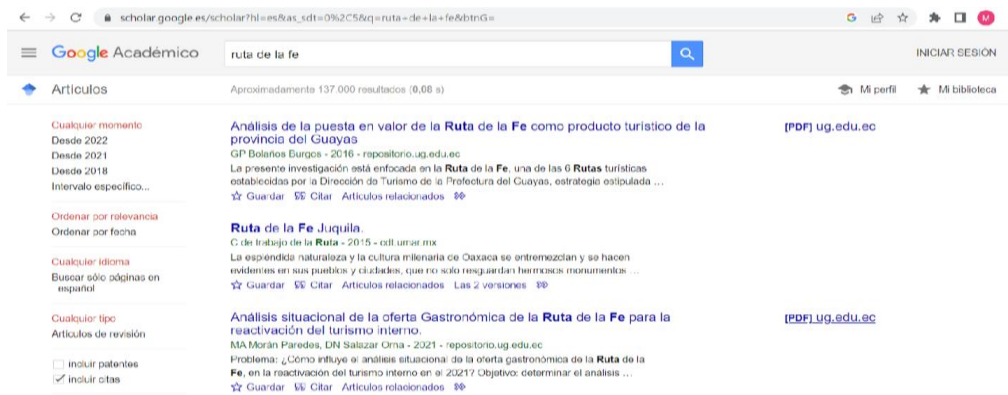 scholar.google.es/scholar?hl=es&as_sdt=0%2C5&q=ruta+de+la+fe&btnG=
Google Académico
ruta de la fe
INICIAR SESIÓN
Artículos
Aproximadamente 137.000 resultados (0,08 s)
Mi perfil
Mi biblioteca
Cualquier momento
Desde 2022
Desde 2021
Desde 2018
Intervalo específico...
Ordenar por relevancia
Ordenar por fecha
Cualquier idioma
Buscar sólo páginas en
español
Cualquier tipo
Artículos de revisión
incluir patentes
incluir citas
Análisis de la puesta en valor de la Ruta de la Fe como producto turístico de la
provincia del Guayas
GP Bolaños Burgos - 2016 - repositorio.ug.edu.ec
La presente investigación está enfocada en la Ruta de la Fe, una de las 6 Rutas turísticas
establecidas por la Dirección de Turismo de la Prefectura del Guayas, estrategia estipulada ...
Guardar Citar Artículos relacionados
[PDF] ug.edu.ec
Ruta de la Fe Juquila.
C de trabajo de la Ruta - 2015 - cdt.umar.mx
La espléndida naturaleza y la cultura milenaria de Oaxaca se entremezclan y se hacen
evidentes en sus pueblos y ciudades, que no solo resguardan hermosos monumentos ...
Guardar Citar Artículos relacionados Las 2 versiones
Análisis situacional de la oferta Gastronómica de la Ruta de la Fe para la
reactivación del turismo interno.
MA Morán Paredes, DN Salazar Orna - 2021 - repositorio.ug.edu.ec
Problema: ¿Cómo influye el análisis situacional de la oferta gastronómica de la Ruta de la
Fe, en la reactivación del turismo interno en el 2021? Objetivo: determinar el análisis ...
Guardar Citar Artículos relacionados
[PDF] ug.edu.ec